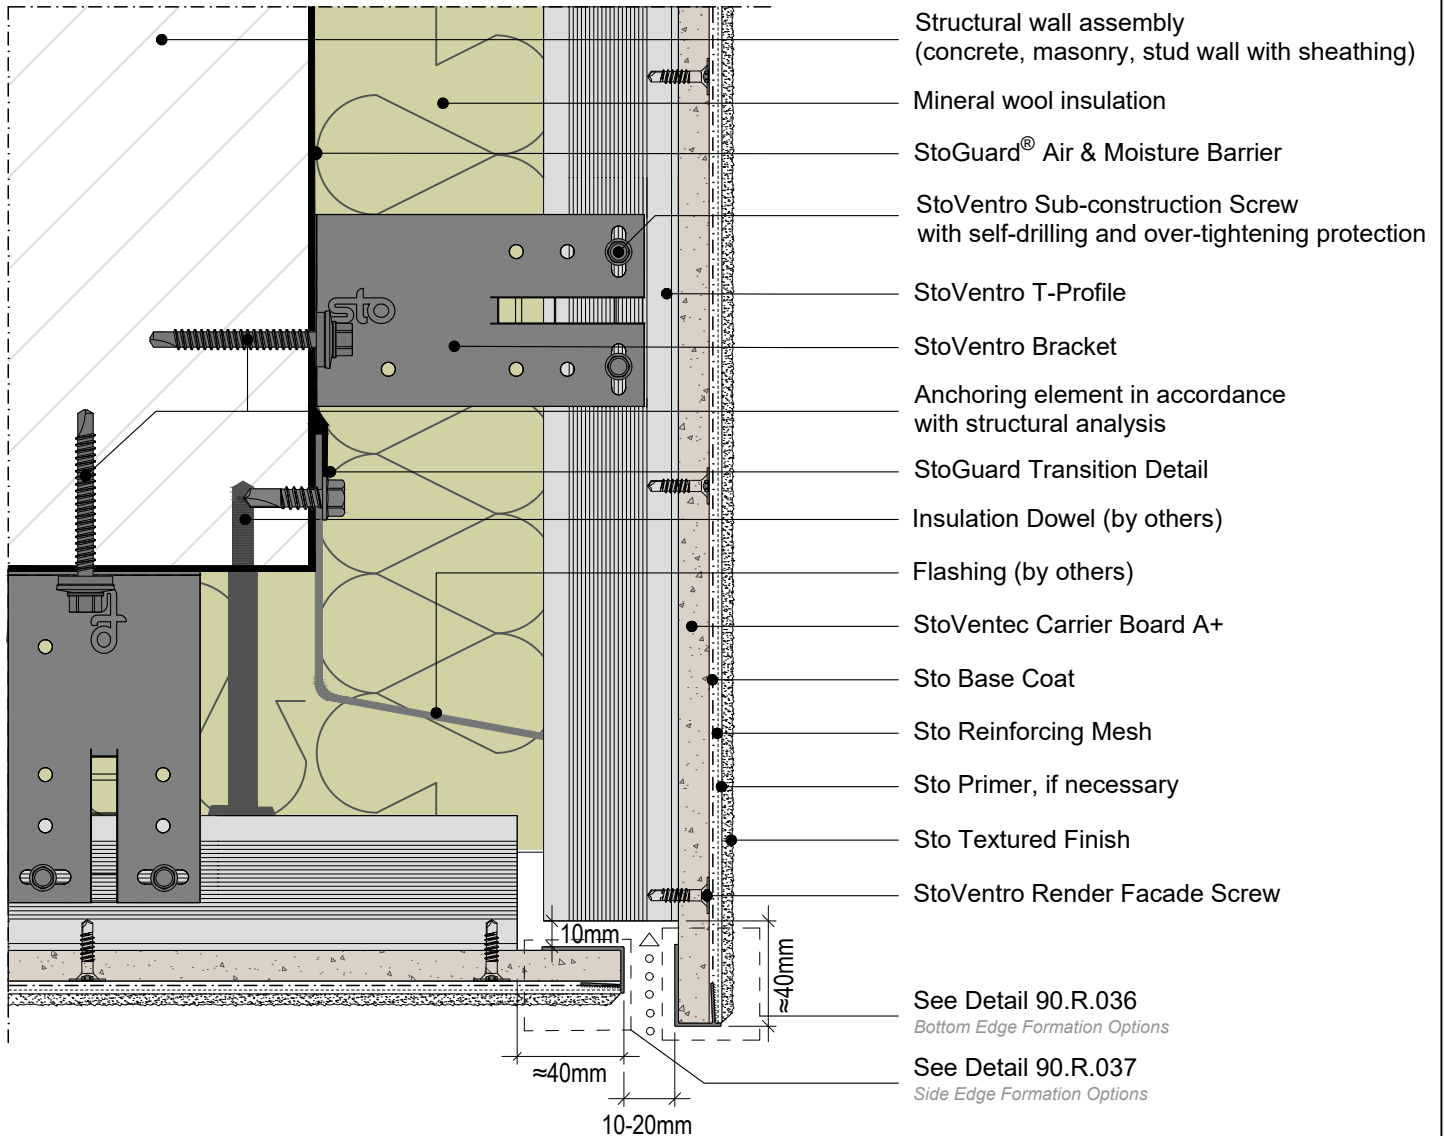 Structural wall assembly
(concrete, masonry, stud wall with sheathing)
Mineral wool insulation
StoGuard® Air & Moisture Barrier
StoVentro Sub-construction Screw
with self-drilling and over-tightening protection
StoVentro T-Profile
StoVentro Bracket
Anchoring element in accordance
with structural analysis
StoGuard Transition Detail
Insulation Dowel (by others)
Flashing (by others)
StoVentec Carrier Board A+
Sto Base Coat
Sto Reinforcing Mesh
Sto Primer, if necessary
Sto Textured Finish
StoVentro Render Facade Screw
See Detail 90.R.036
Bottom Edge Formation Options
See Detail 90.R.037
Side Edge Formation Options
sto
sto
10mm
≈40mm
≈40mm
10-20mm